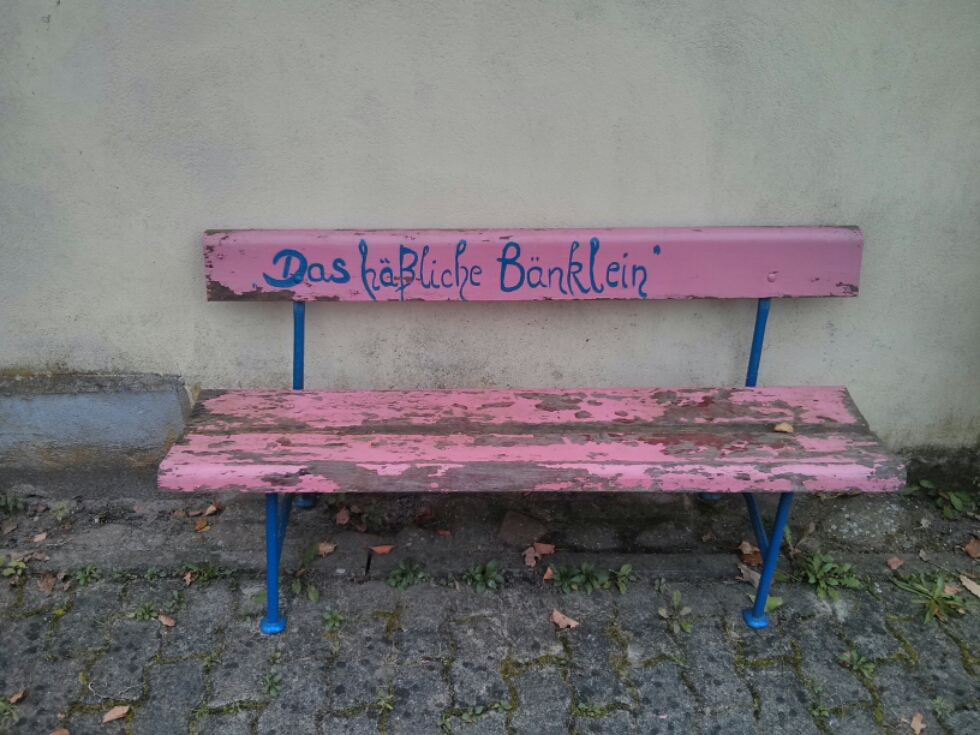 „Das häßliche Bänklein"